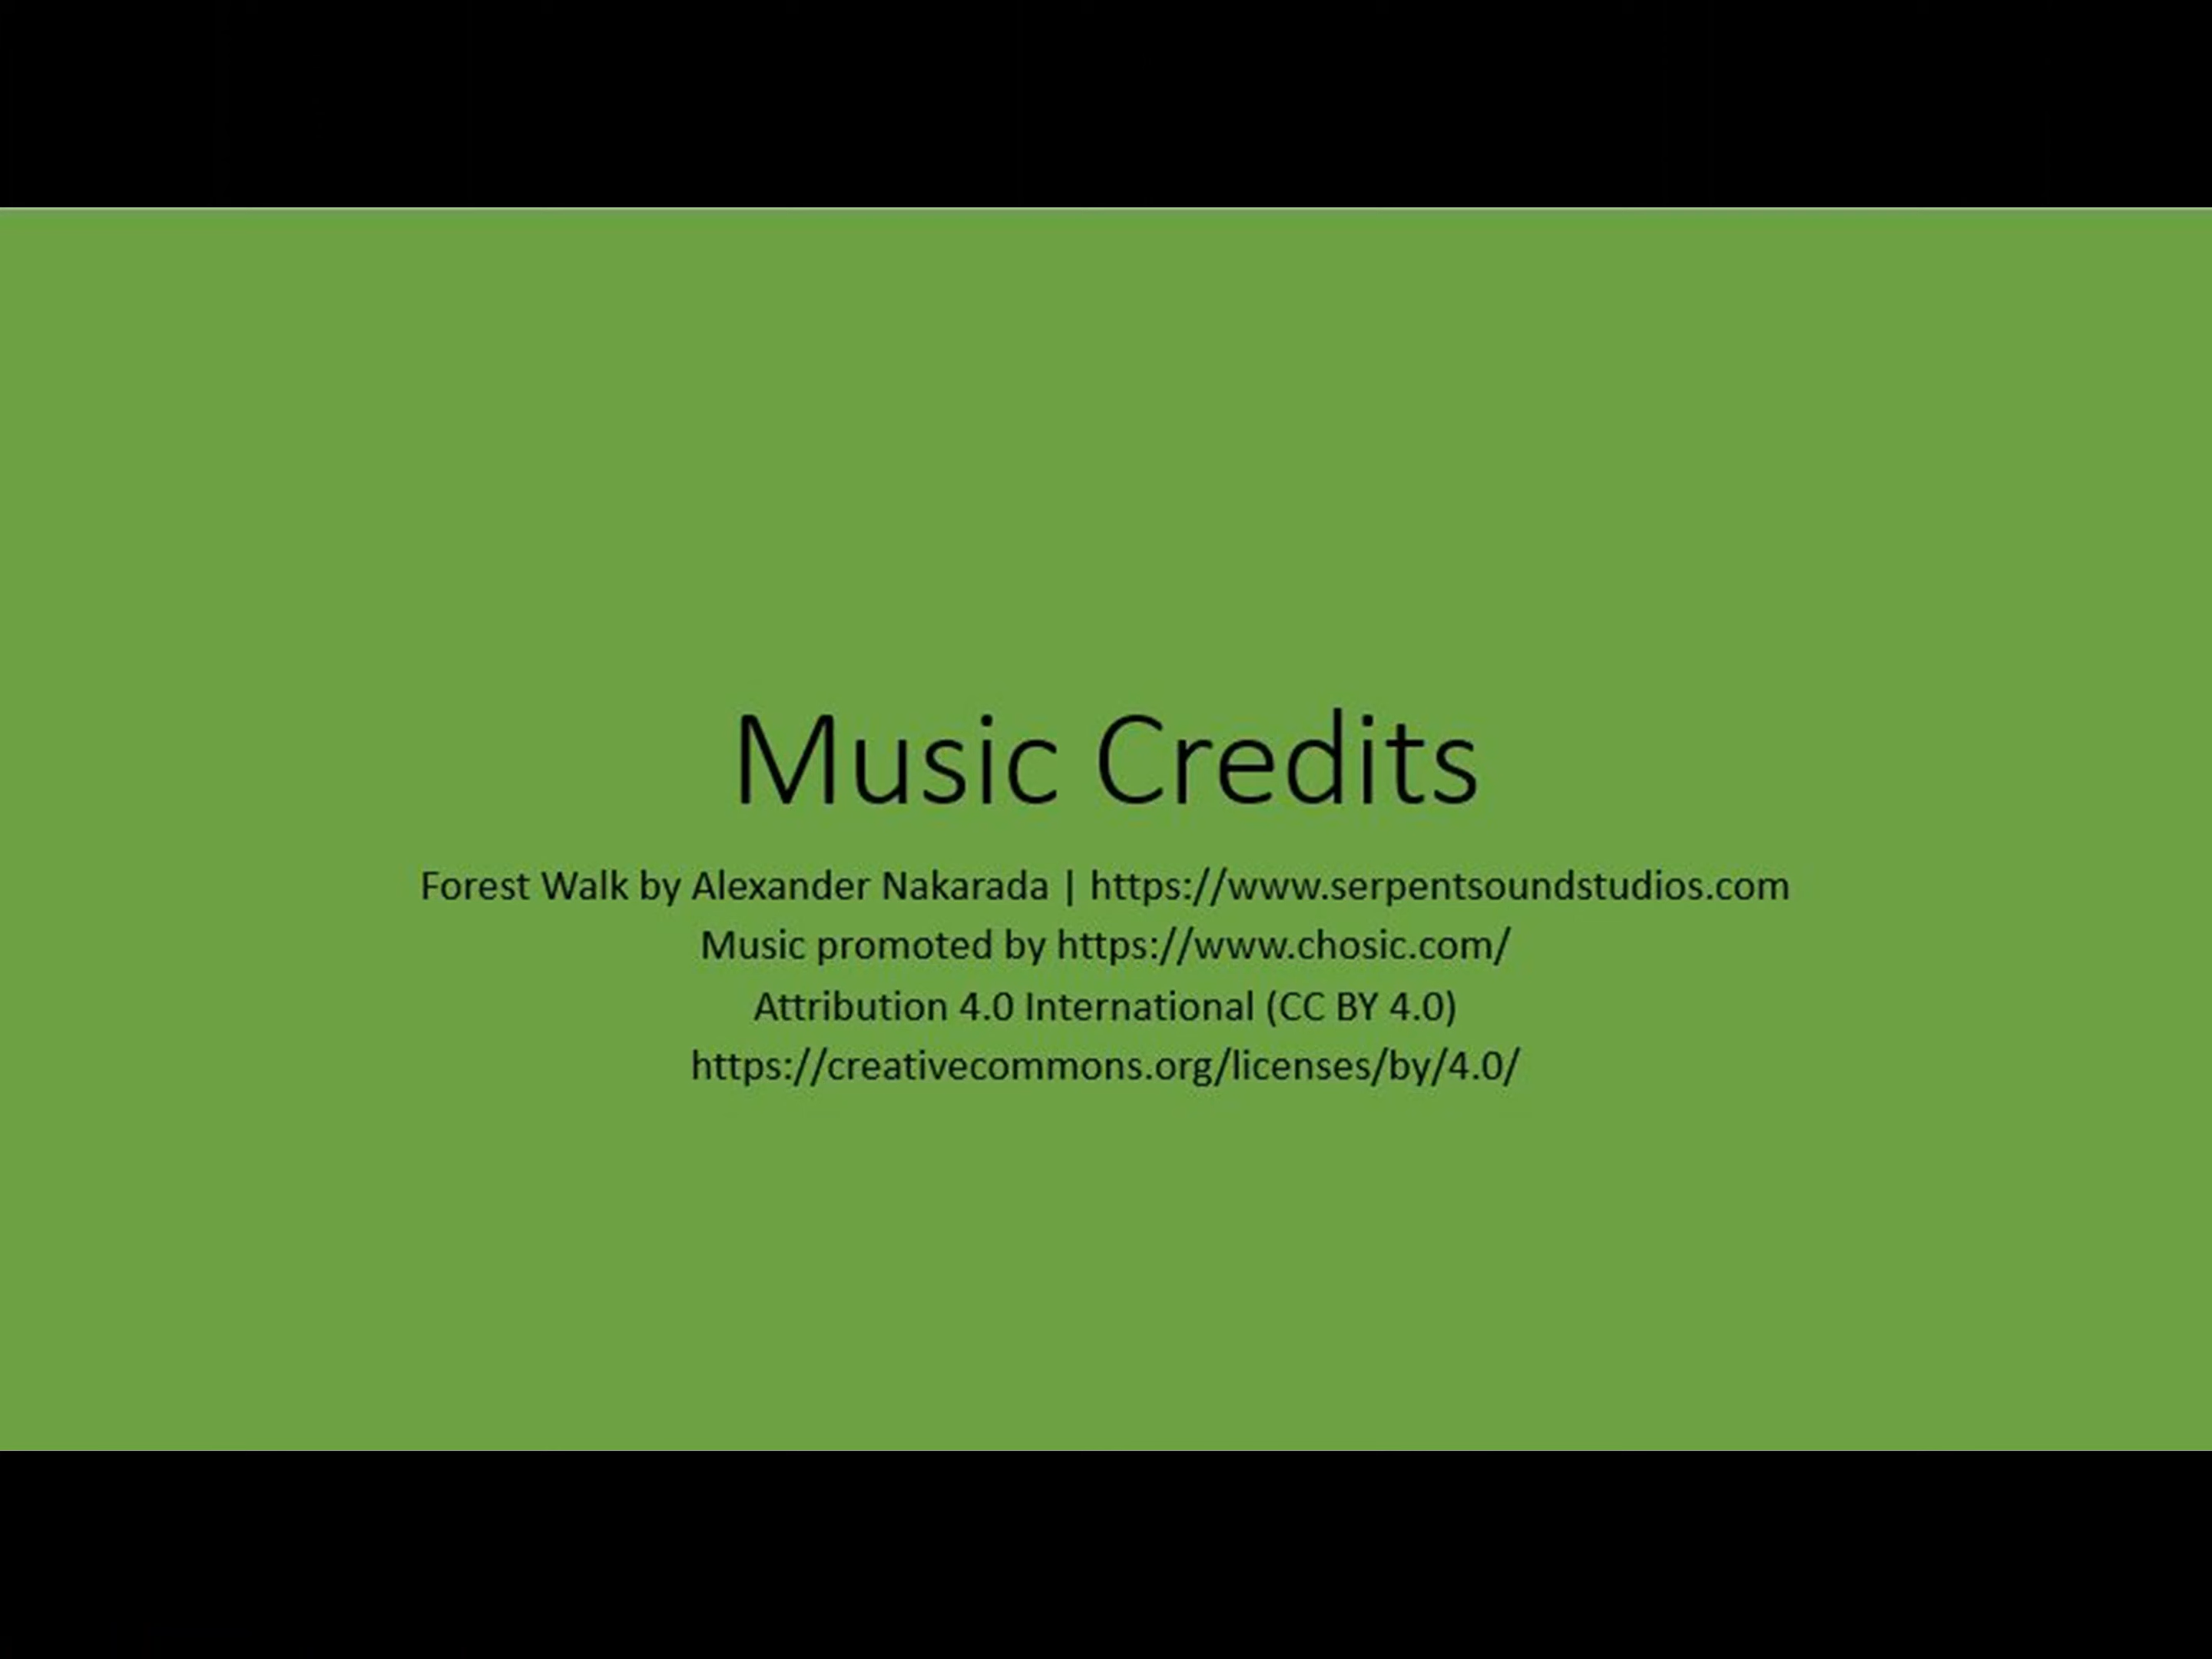 Music Credits
Forest Walk by Alexander Nakarada | https://www.serpentsoundstudios.com
Music promoted by https://www.chosic.com/
Attribution 4.0 International (CC BY 4.0)
https://creativecommons.org/licenses/by/4.0/